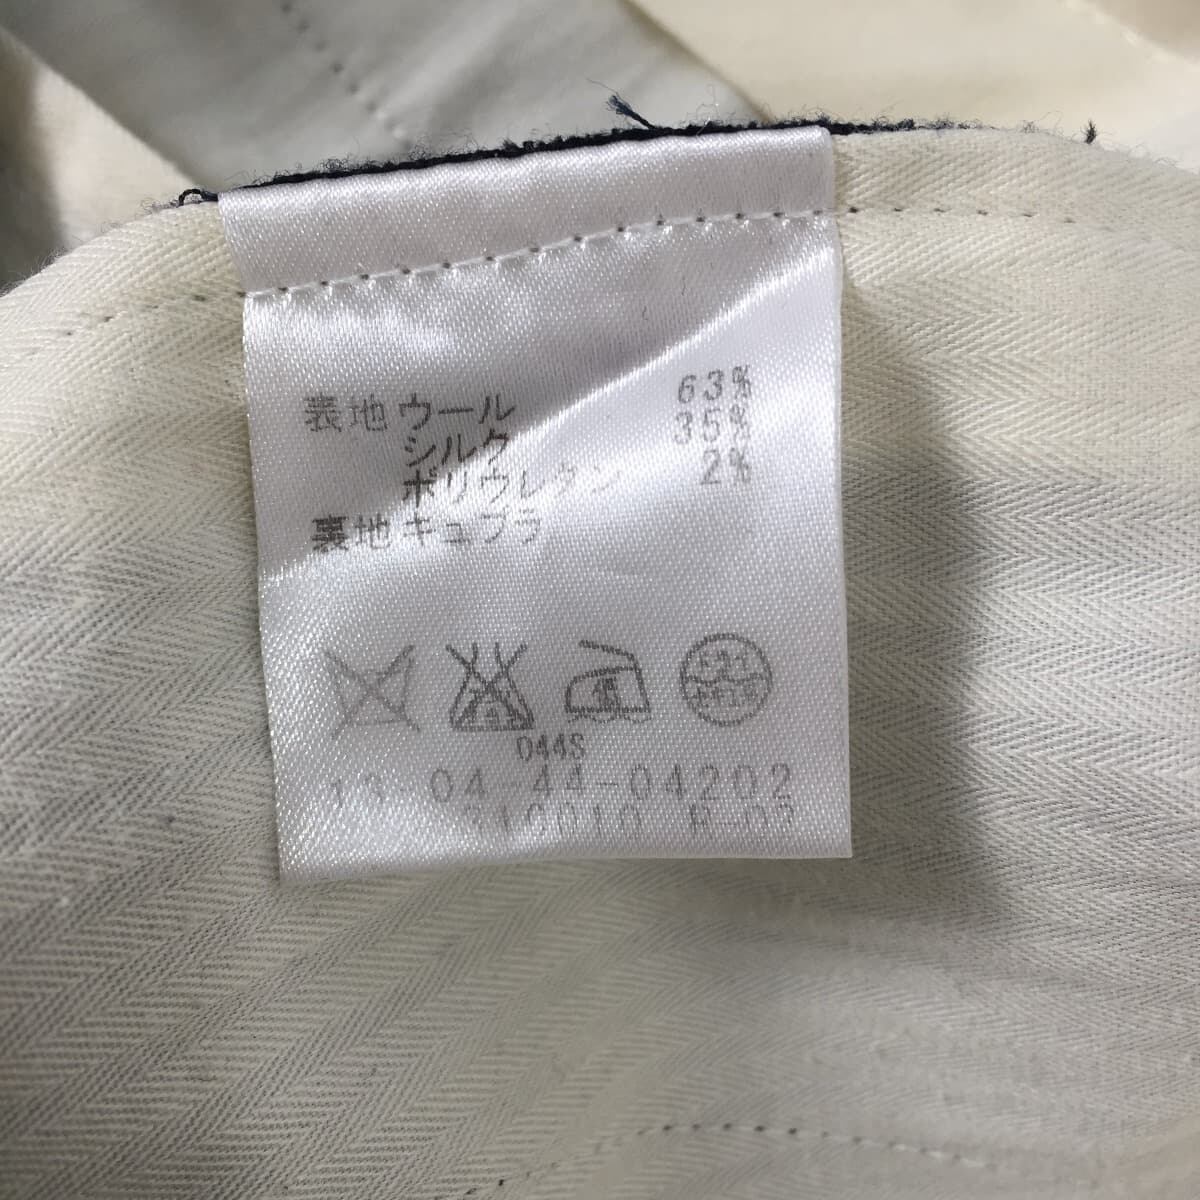 表地 ウール 63%
シルク 35%
ポリウレタン 2%
裏地 キュプラ
044S
13 04-44-04202